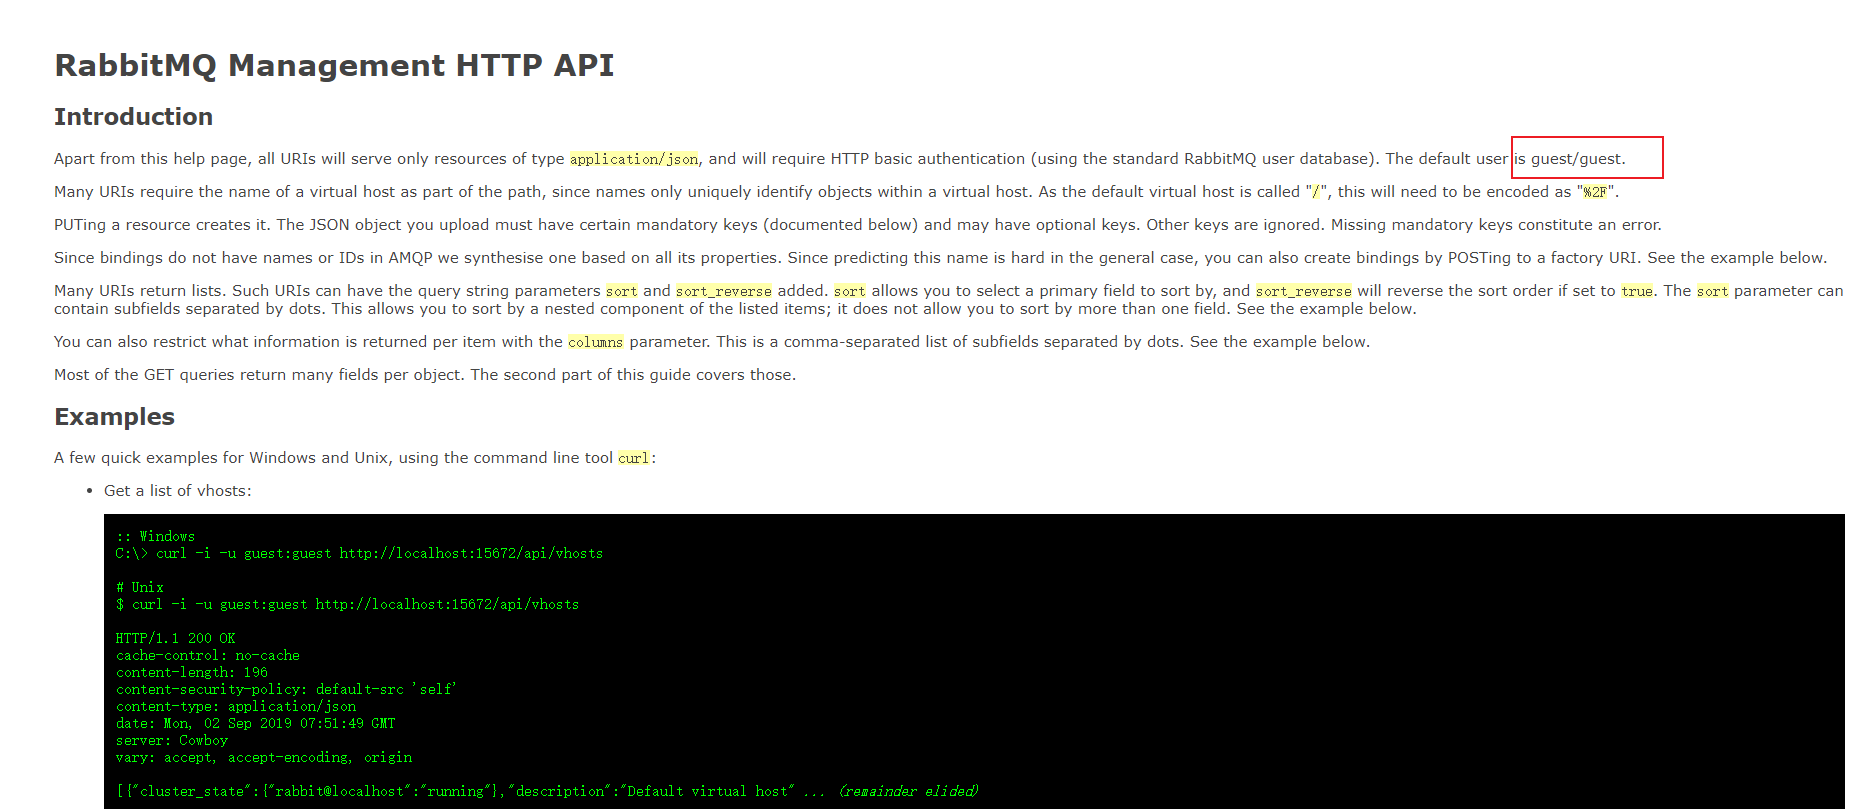 RabbitMQ Management HTTP API
Introduction
Apart from this help page, all URIs will serve only resources of type application/json, and will require HTTP basic authentication (using the standard RabbitMQ user database). The default user is guest/guest.
Many URIs require the name of a virtual host as part of the path, since names only uniquely identify objects within a virtual host. As the default virtual host is called "/", this will need to be encoded as "%2F".
PUTing a resource creates it. The JSON object you upload must have certain mandatory keys (documented below) and may have optional keys. Other keys are ignored. Missing mandatory keys constitute an error.
Since bindings do not have names or IDs in AMQP we synthesise one based on all its properties. Since predicting this name is hard in the general case, you can also create bindings by POSTing to a factory URI. See the example below.
Many URIs return lists. Such URIs can have the query string parameters sort and sort_reverse added. sort allows you to select a primary field to sort by, and sort_reverse will reverse the sort order if set to true. The sort parameter can
contain subfields separated by dots. This allows you to sort by a nested component of the listed items; it does not allow you to sort by more than one field. See the example below.
You can also restrict what information is returned per item with the columns parameter. This is a comma-separated list of subfields separated by dots. See the example below.
Most of the GET queries return many fields per object. The second part of this guide covers those.
Examples
A few quick examples for Windows and Unix, using the command line tool curl:
• Get a list of vhosts:
:: Windows
C:\> curl -i -u guest:guest http://localhost:15672/api/vhosts
# Unix
$ curl -i -u guest:guest http://localhost:15672/api/vhosts
HTTP/1.1 200 OK
cache-control: no-cache
content-length: 196
content-security-policy: default-src 'self'
content-type: application/json
date: Mon, 02 Sep 2019 07:51:49 GMT
server: Cowboy
vary: accept, accept-encoding, origin
[{"cluster_state":{"rabbit@localhost":"running"},"description":"Default virtual host" ... (remainder elided)